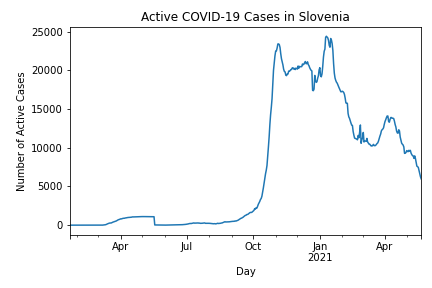 Active COVID-19 Cases in Slovenia
Number of Active Cases
25000
20000
15000
10000
5000
0
Apr
Jul
Oct
Jan
2021
Apr
Day